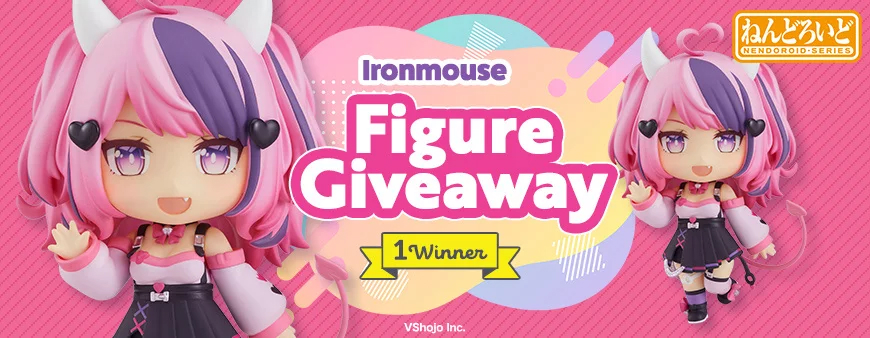 ねんどろいど
NENDOROID-SERIES
Ironmouse
Figure
Giveaway
1 Winner
VShojo Inc.